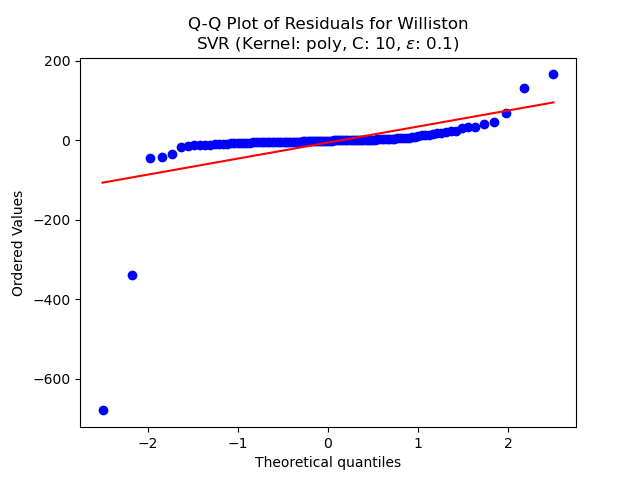 Q-Q Plot of Residuals for Williston
SVR (Kernel: poly, C: 10, ε: 0.1)
200
0
−200
−400
−600
Ordered Values
−2
−1
0
1
2
Theoretical quantiles